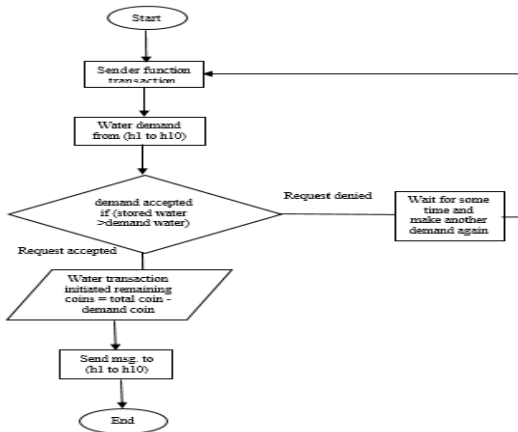 Start
Sender function
transaction
Water demand
from (h1 to h10)
demand accepted
if (stored water
>demand water)
Request denied
Wait for some
time and
make another
demand again
Request accepted
Water transaction
initiated remaining
coins = total coin -
demand coin
Send msg. to
(h1 to h10)
End